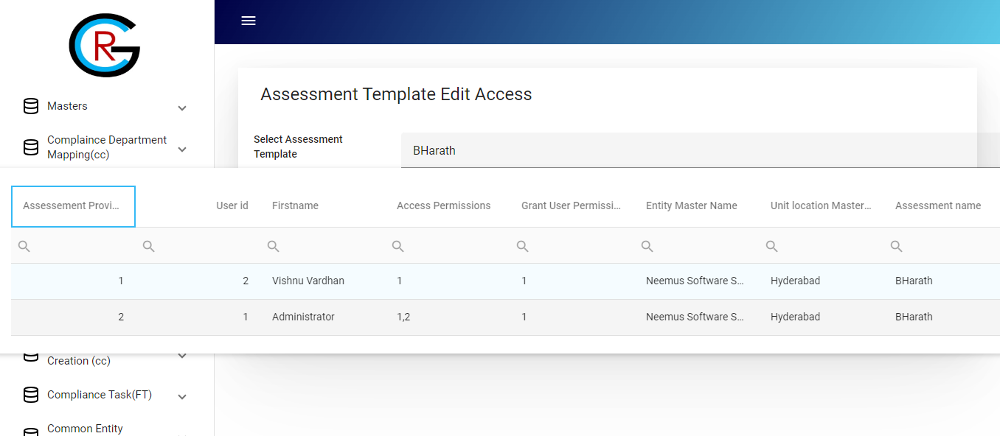 GRC
Masters
Complaince Department
Mapping(cc)
Assessment Template Edit Access
Select Assessment
Template
BHarath
Assessement Provi...
User id
Firstname
Access Permissions
Grant User Permissi...
Entity Master Name
Unit location Master...
Assessment name
1
2
Vishnu Vardhan
1
1
Neemus Software S...
Hyderabad
BHarath
2
1
Administrator
1,2
1
Neemus Software S...
Hyderabad
BHarath
Creation (cc)
Compliance Task(FT)
Common Entity